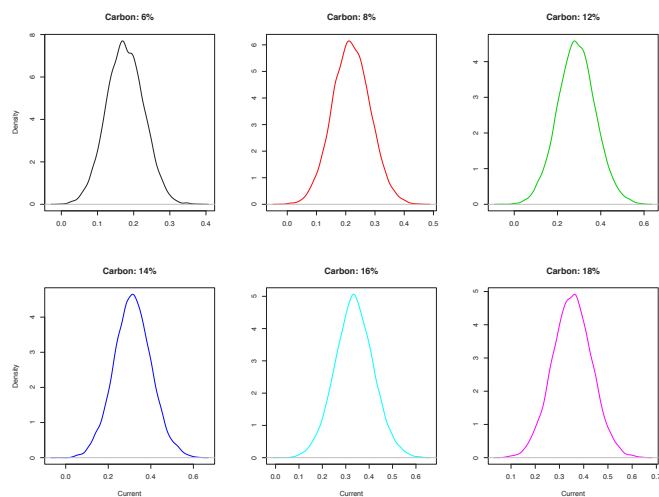 Carbon: 6%
Carbon: 8%
Carbon: 12%
Density
0 2 4 6 8
0.0 0.1 0.2 0.3 0.4
0 1 2 3 4 5 6
0.0 0.1 0.2 0.3 0.4 0.5
0 1 2 3 4
0.0 0.2 0.4 0.6
Carbon: 14%
Carbon: 16%
Carbon: 18%
Density
0 1 2 3 4
0.0 0.2 0.4 0.6
Current
0 1 2 3 4 5
0.0 0.1 0.2 0.3 0.4 0.5 0.6
Current
0 1 2 3 4 5
0.1 0.2 0.3 0.4 0.5 0.6 0.7
Current